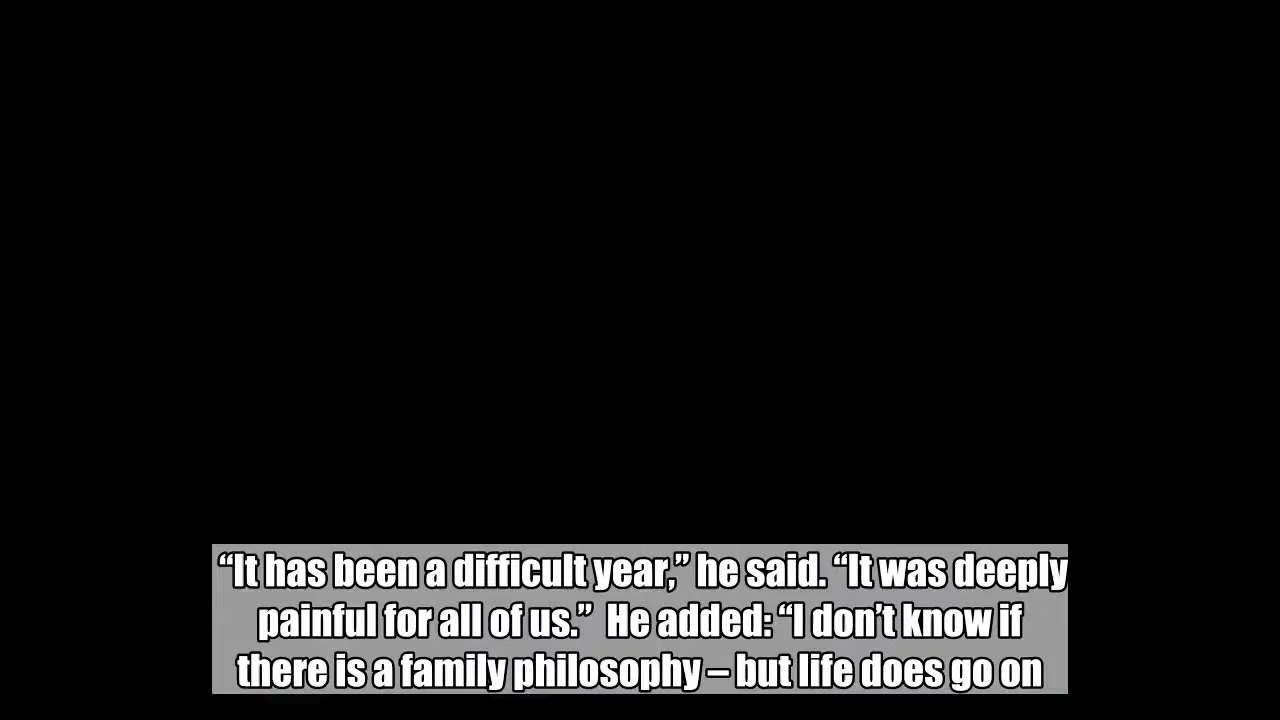 “It has been a difficult year,” he said. “It was deeply
painful for all of us.”  He added: “I don’t know if
there is a family philosophy – but life does go on